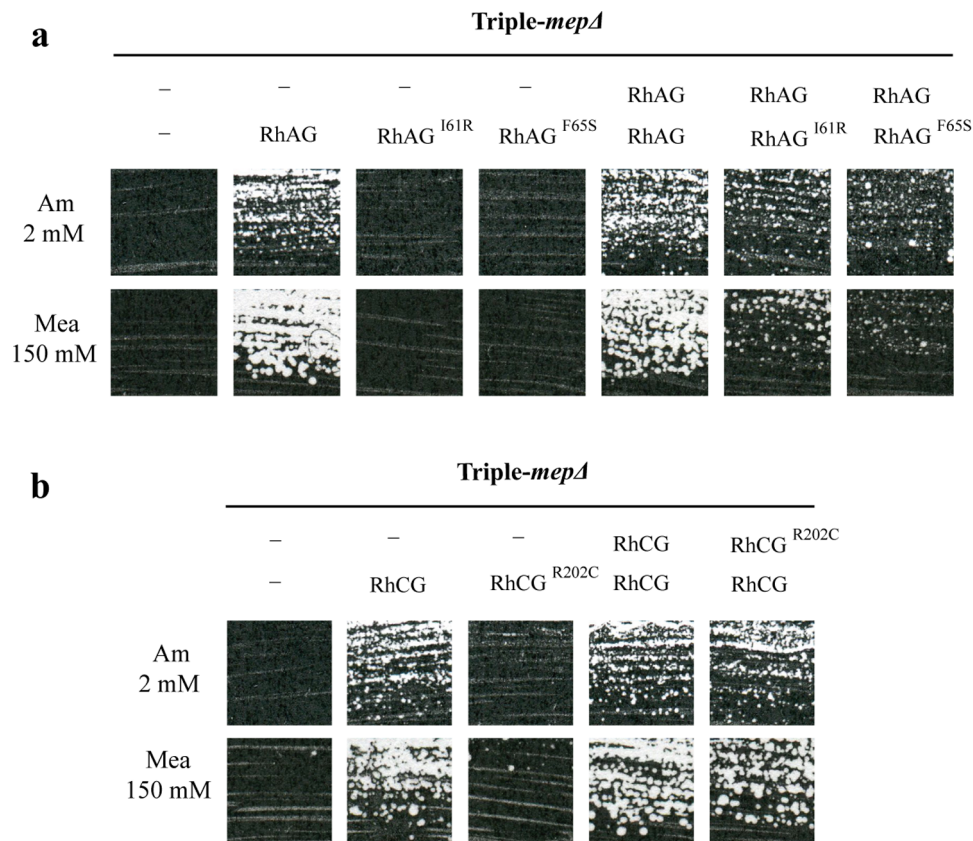 a
Triple-mepΔ
– – – – RhAG RhAG RhAG
– RhAG RhAG I61R RhAG F65S RhAG RhAG I61R RhAG F65S
Am
2 mM
Mea
150 mM
b
Triple-mepΔ
– – – RhCG RhCG R202C
– RhCG RhCG R202C RhCG RhCG
Am
2 mM
Mea
150 mM